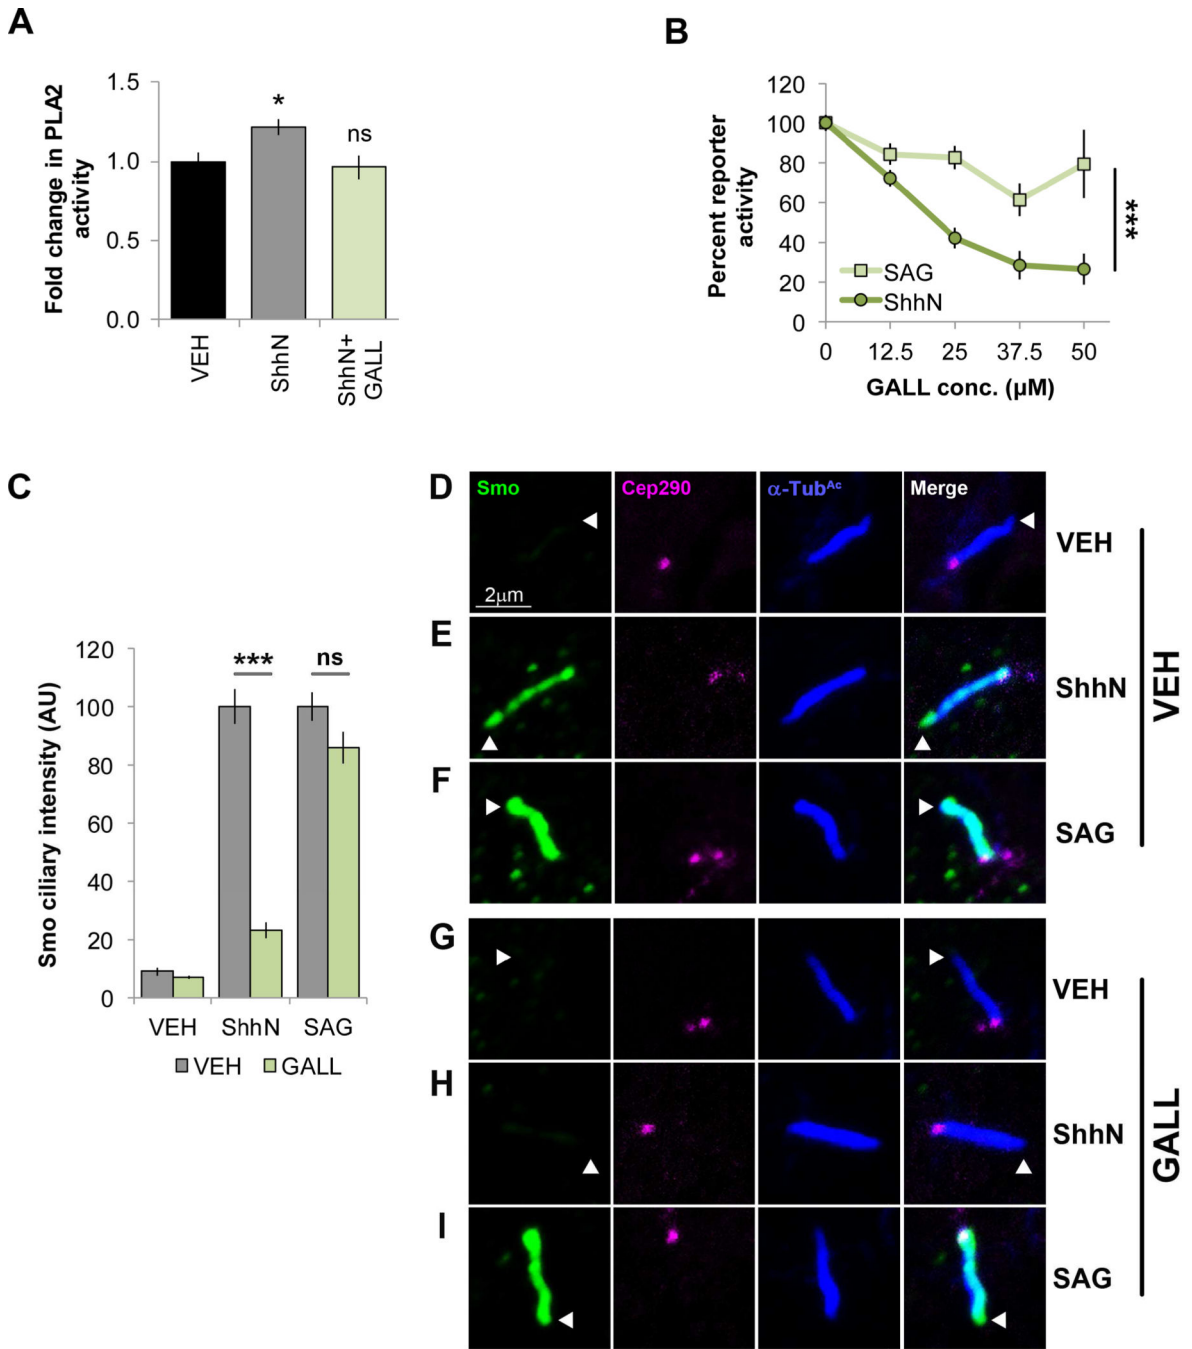 A
Fold change in PLA2
activity
1.5
1.0
0.5
0.0
*
ns
VEH
ShhN
ShhN+
GALL
B
Percent reporter
activity
120
100
80
60
40
20
0
SAG
ShhN
***
0 12.5 25 37.5 50
GALL conc. (µM)
C
Smo ciliary intensity (AU)
120
100
80
60
40
20
0
***
ns
VEH ShhN SAG
VEH GALL
D
Smo Cep290 α-TubAc Merge
2µm
VEH
E
ShhN
F
SAG
VEH
G
VEH
H
ShhN
I
SAG
GALL